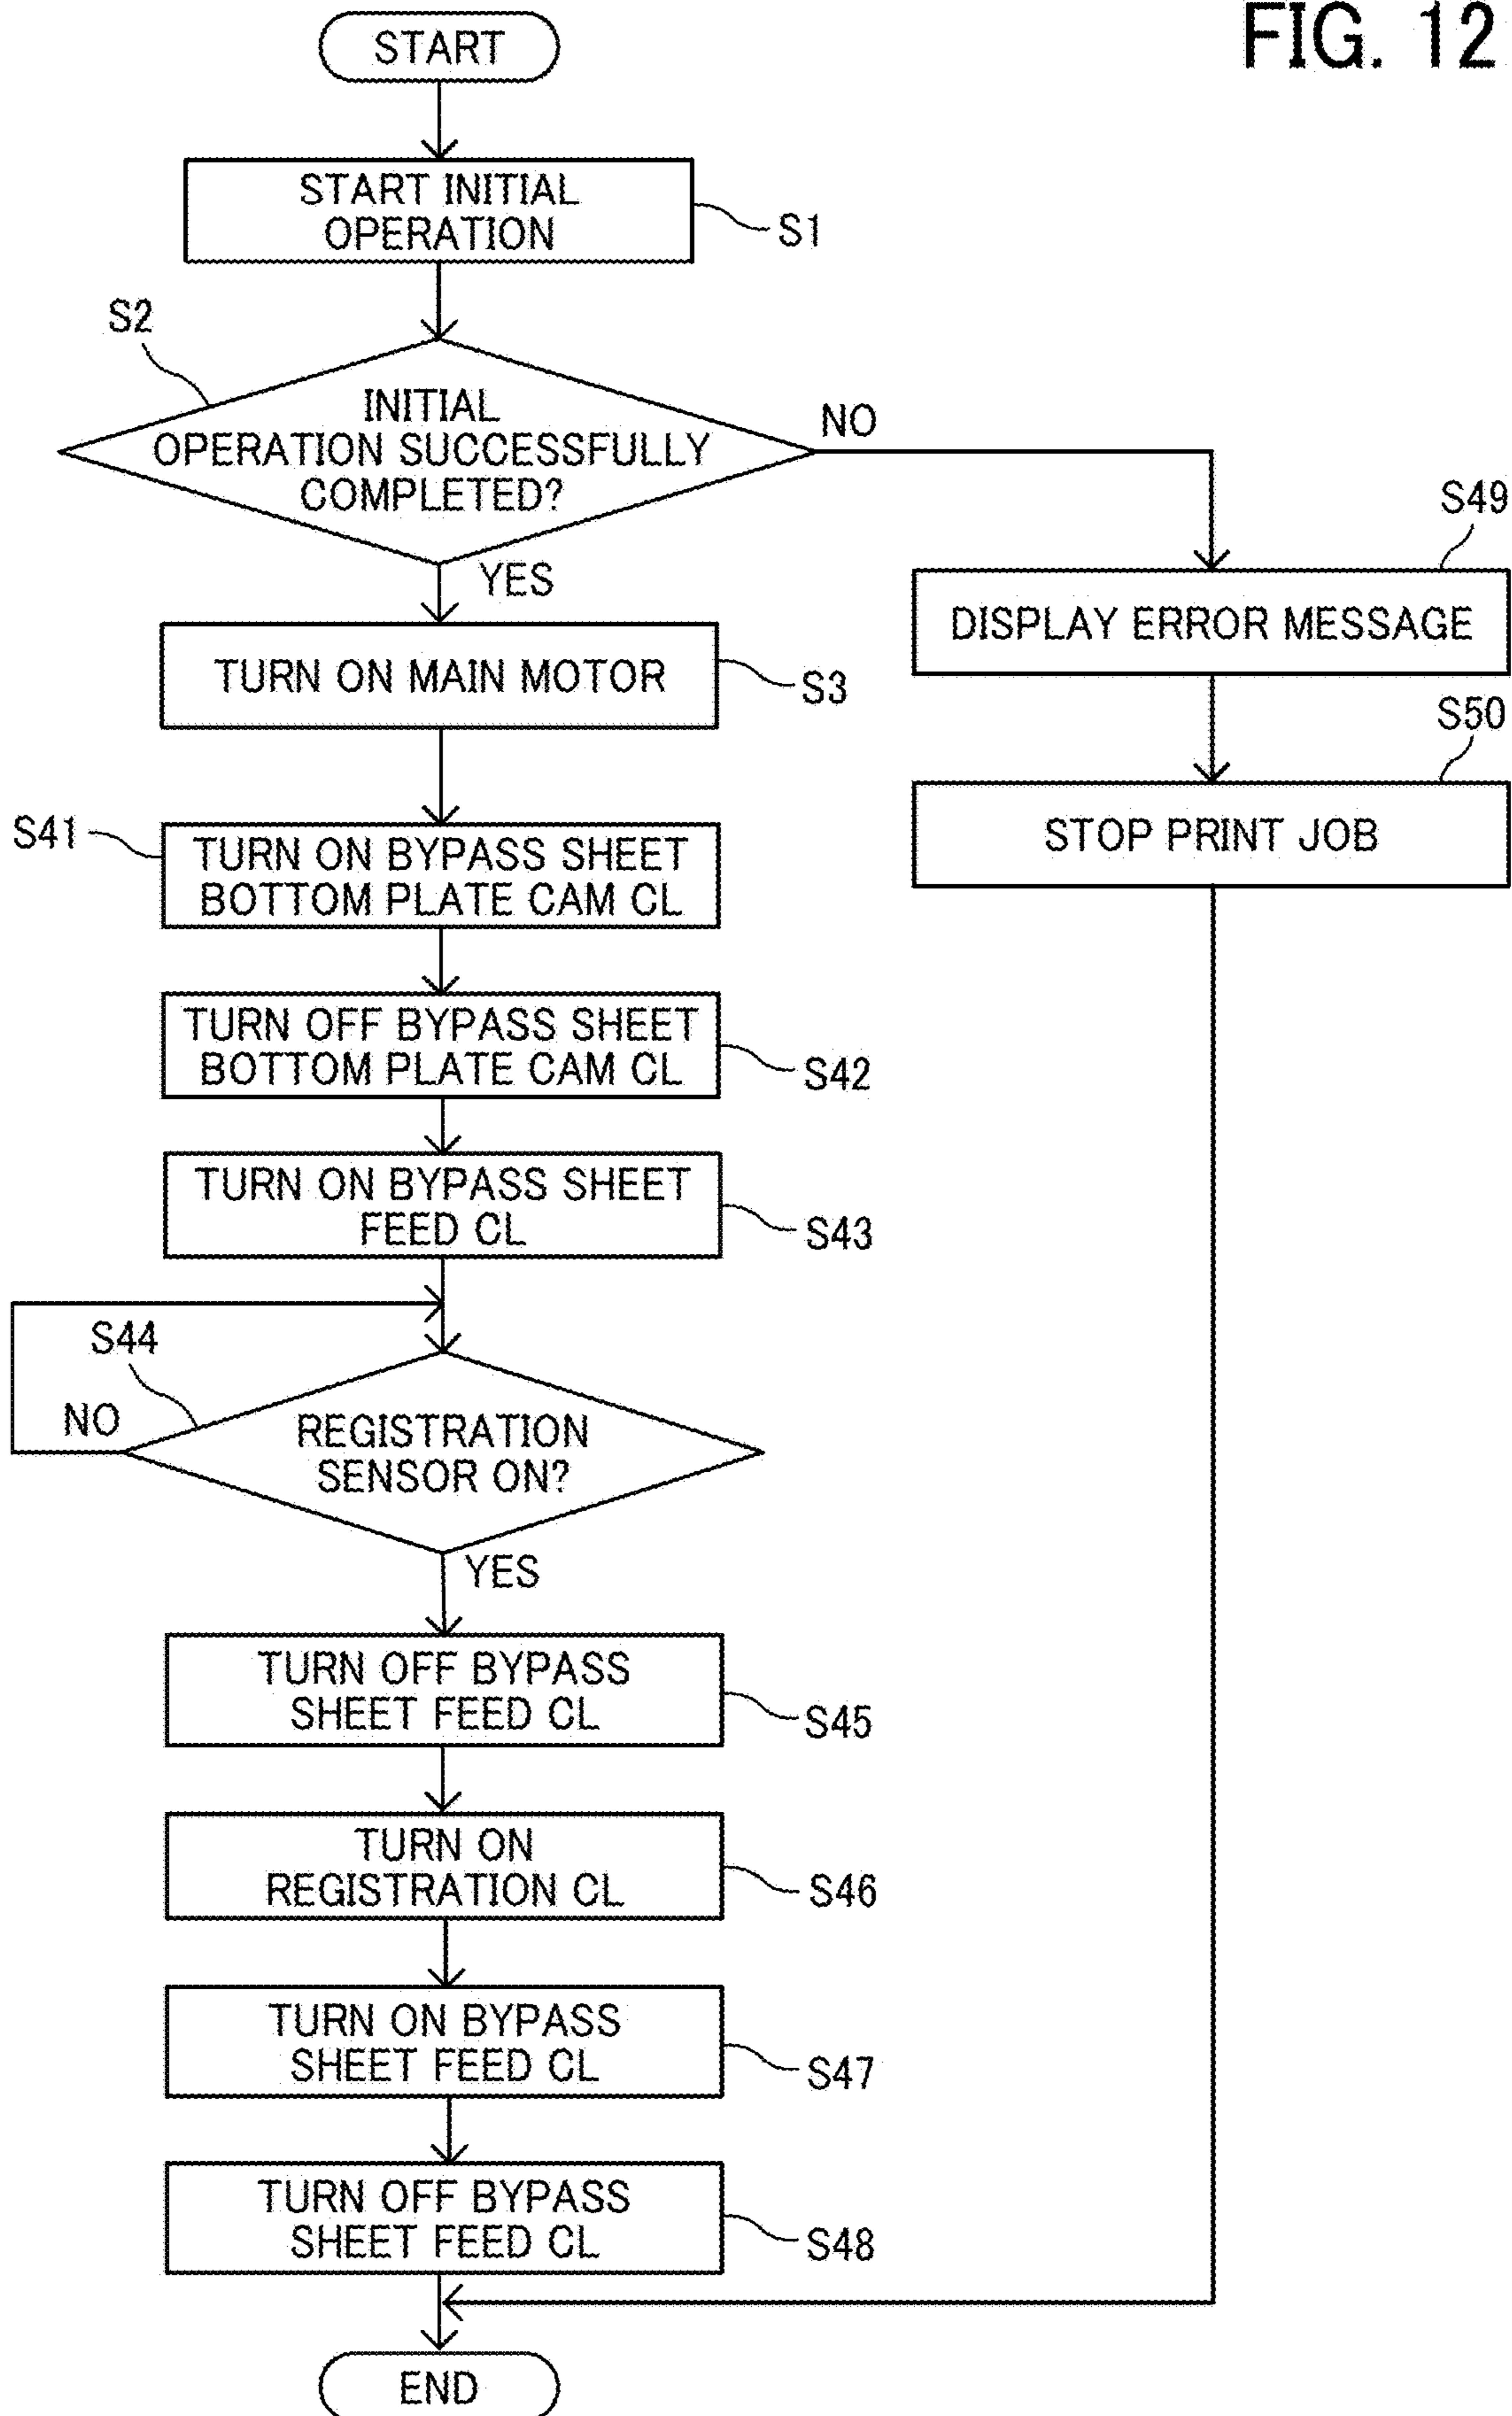 FIG. 12
START
START INITIAL
OPERATION
S1
S2
INITIAL
OPERATION SUCCESSFULLY
COMPLETED?
NO
YES
S49
DISPLAY ERROR MESSAGE
S50
STOP PRINT JOB
TURN ON MAIN MOTOR
S3
S41
TURN ON BYPASS SHEET
BOTTOM PLATE CAM CL
TURN OFF BYPASS SHEET
BOTTOM PLATE CAM CL
S42
TURN ON BYPASS SHEET
FEED CL
S43
S44
NO
REGISTRATION
SENSOR ON?
YES
TURN OFF BYPASS
SHEET FEED CL
S45
TURN ON
REGISTRATION CL
S46
TURN ON BYPASS
SHEET FEED CL
S47
TURN OFF BYPASS
SHEET FEED CL
S48
END